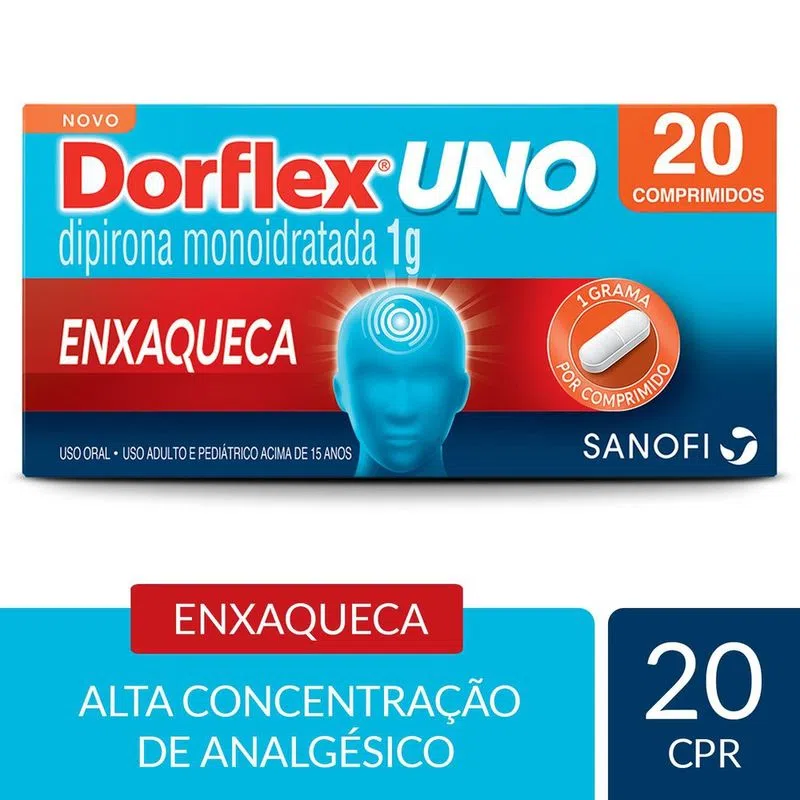 NOVO
Dorflex® UNO
20
COMPRIMIDOS
dipirona monoidratada 1g
ENXAQUECA
1 GRAMA
POR COMPRIMIDO
USO ORAL • USO ADULTO E PEDIÁTRICO ACIMA DE 15 ANOS
SANOFI
ENXAQUECA
ALTA CONCENTRAÇÃO
DE ANALGÉSICO
20
CPR